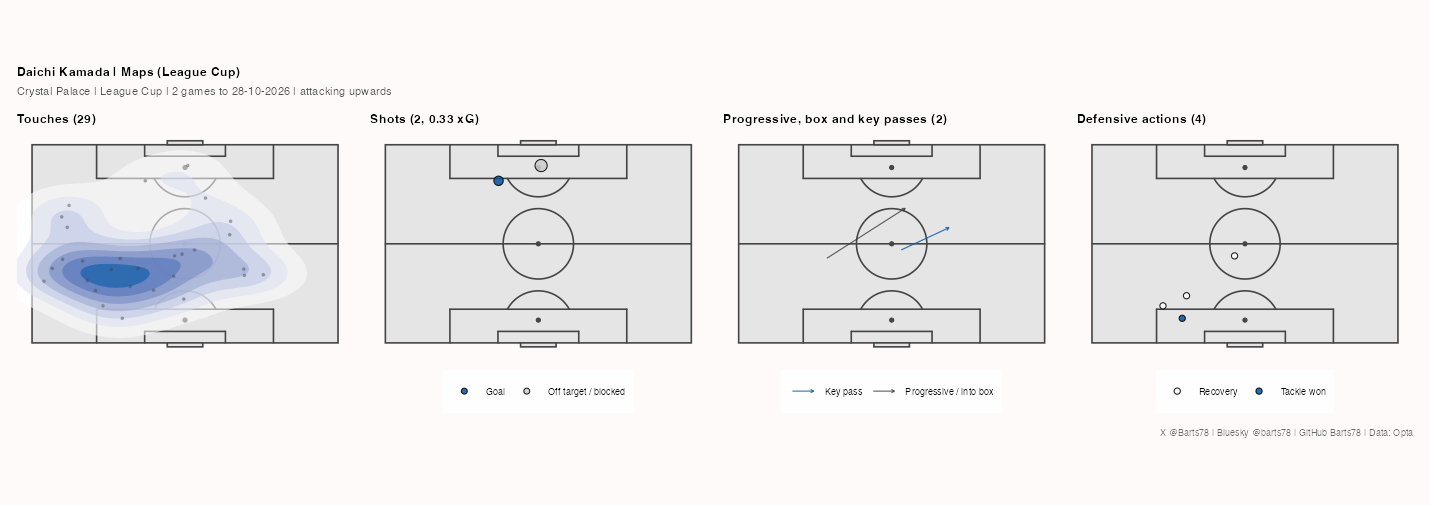 Daichi Kamada | Maps (League Cup)
Crystal Palace | League Cup | 2 games to 28-10-2026 | attacking upwards
Touches (29)
Shots (2, 0.33 xG)
Progressive, box and key passes (2)
Defensive actions (4)
Goal
Off target / blocked
Key pass
Progressive / into box
Recovery
Tackle won
X @Barts78 | Bluesky @barts78 | GitHub Barts78 | Data: Opta